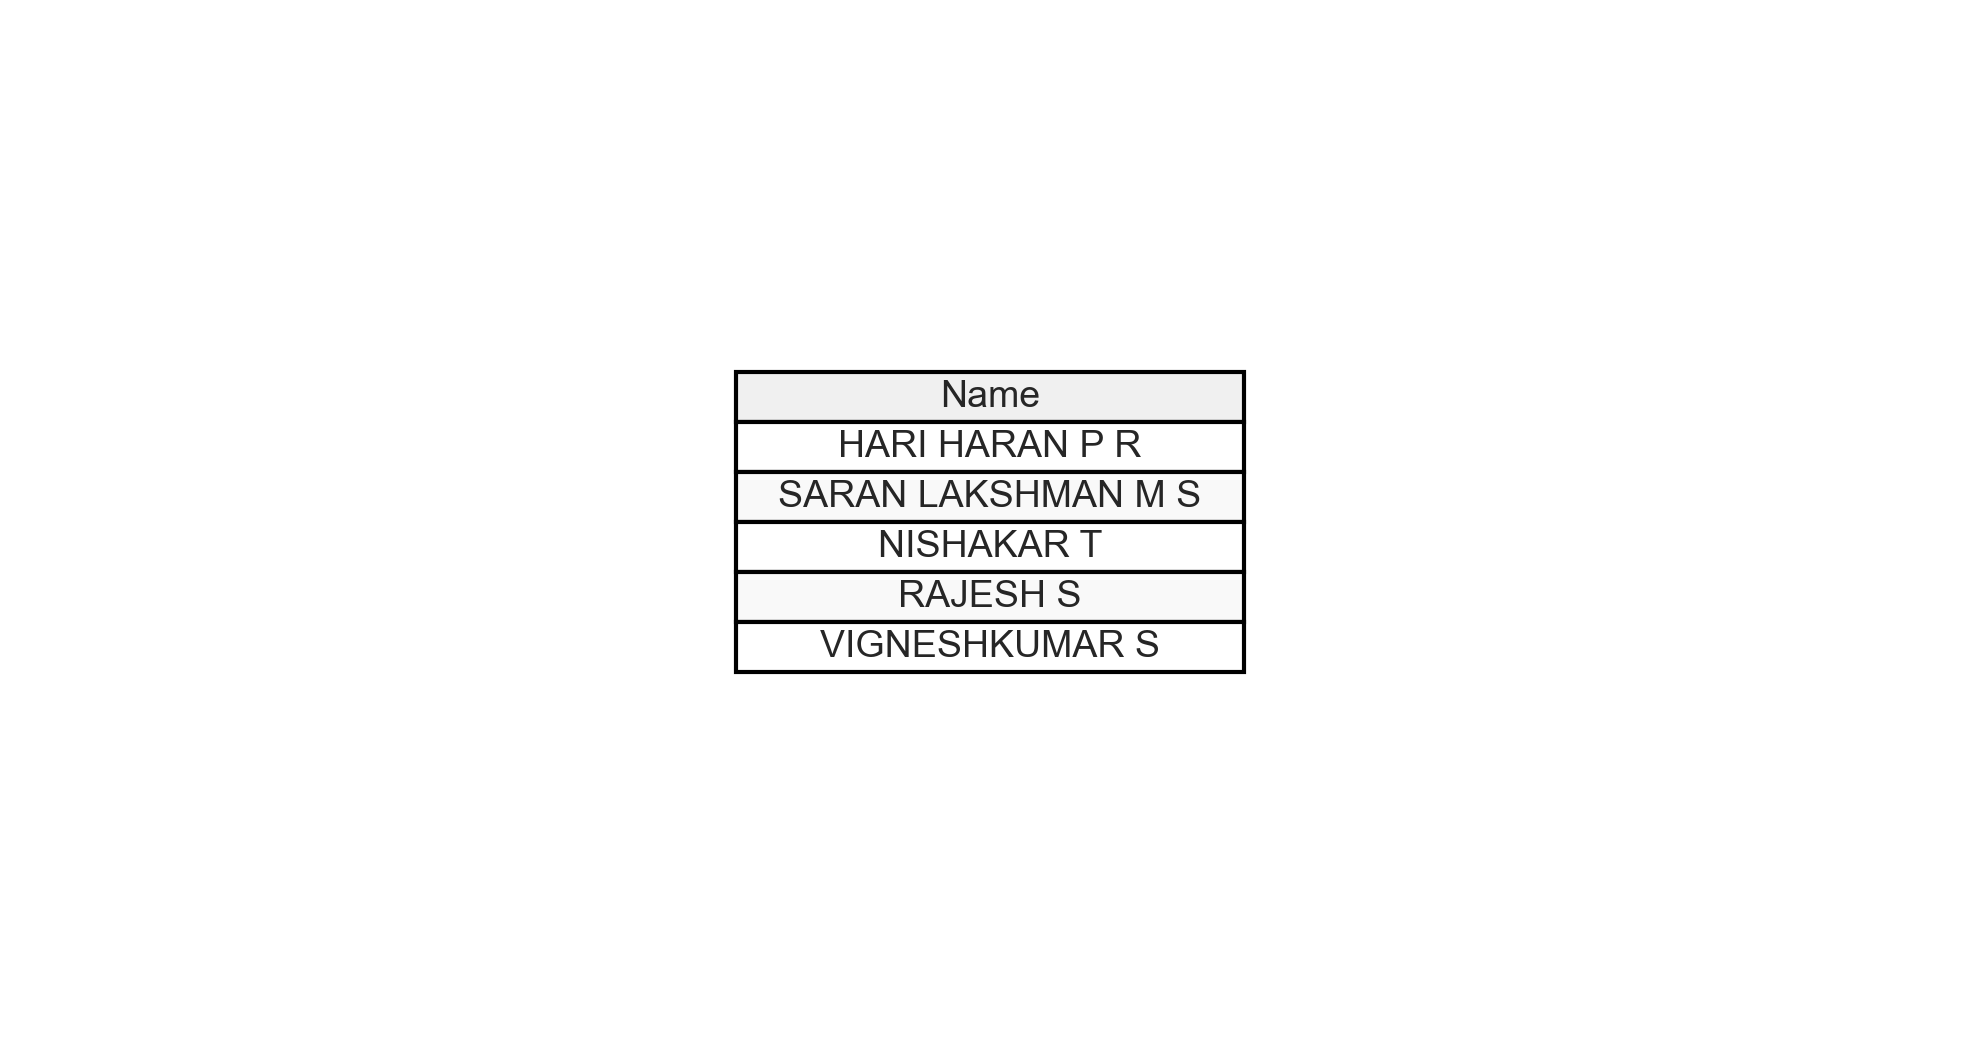 Name
HARI HARAN P R
SARAN LAKSHMAN M S
NISHAKAR T
RAJESH S
VIGNESHKUMAR S